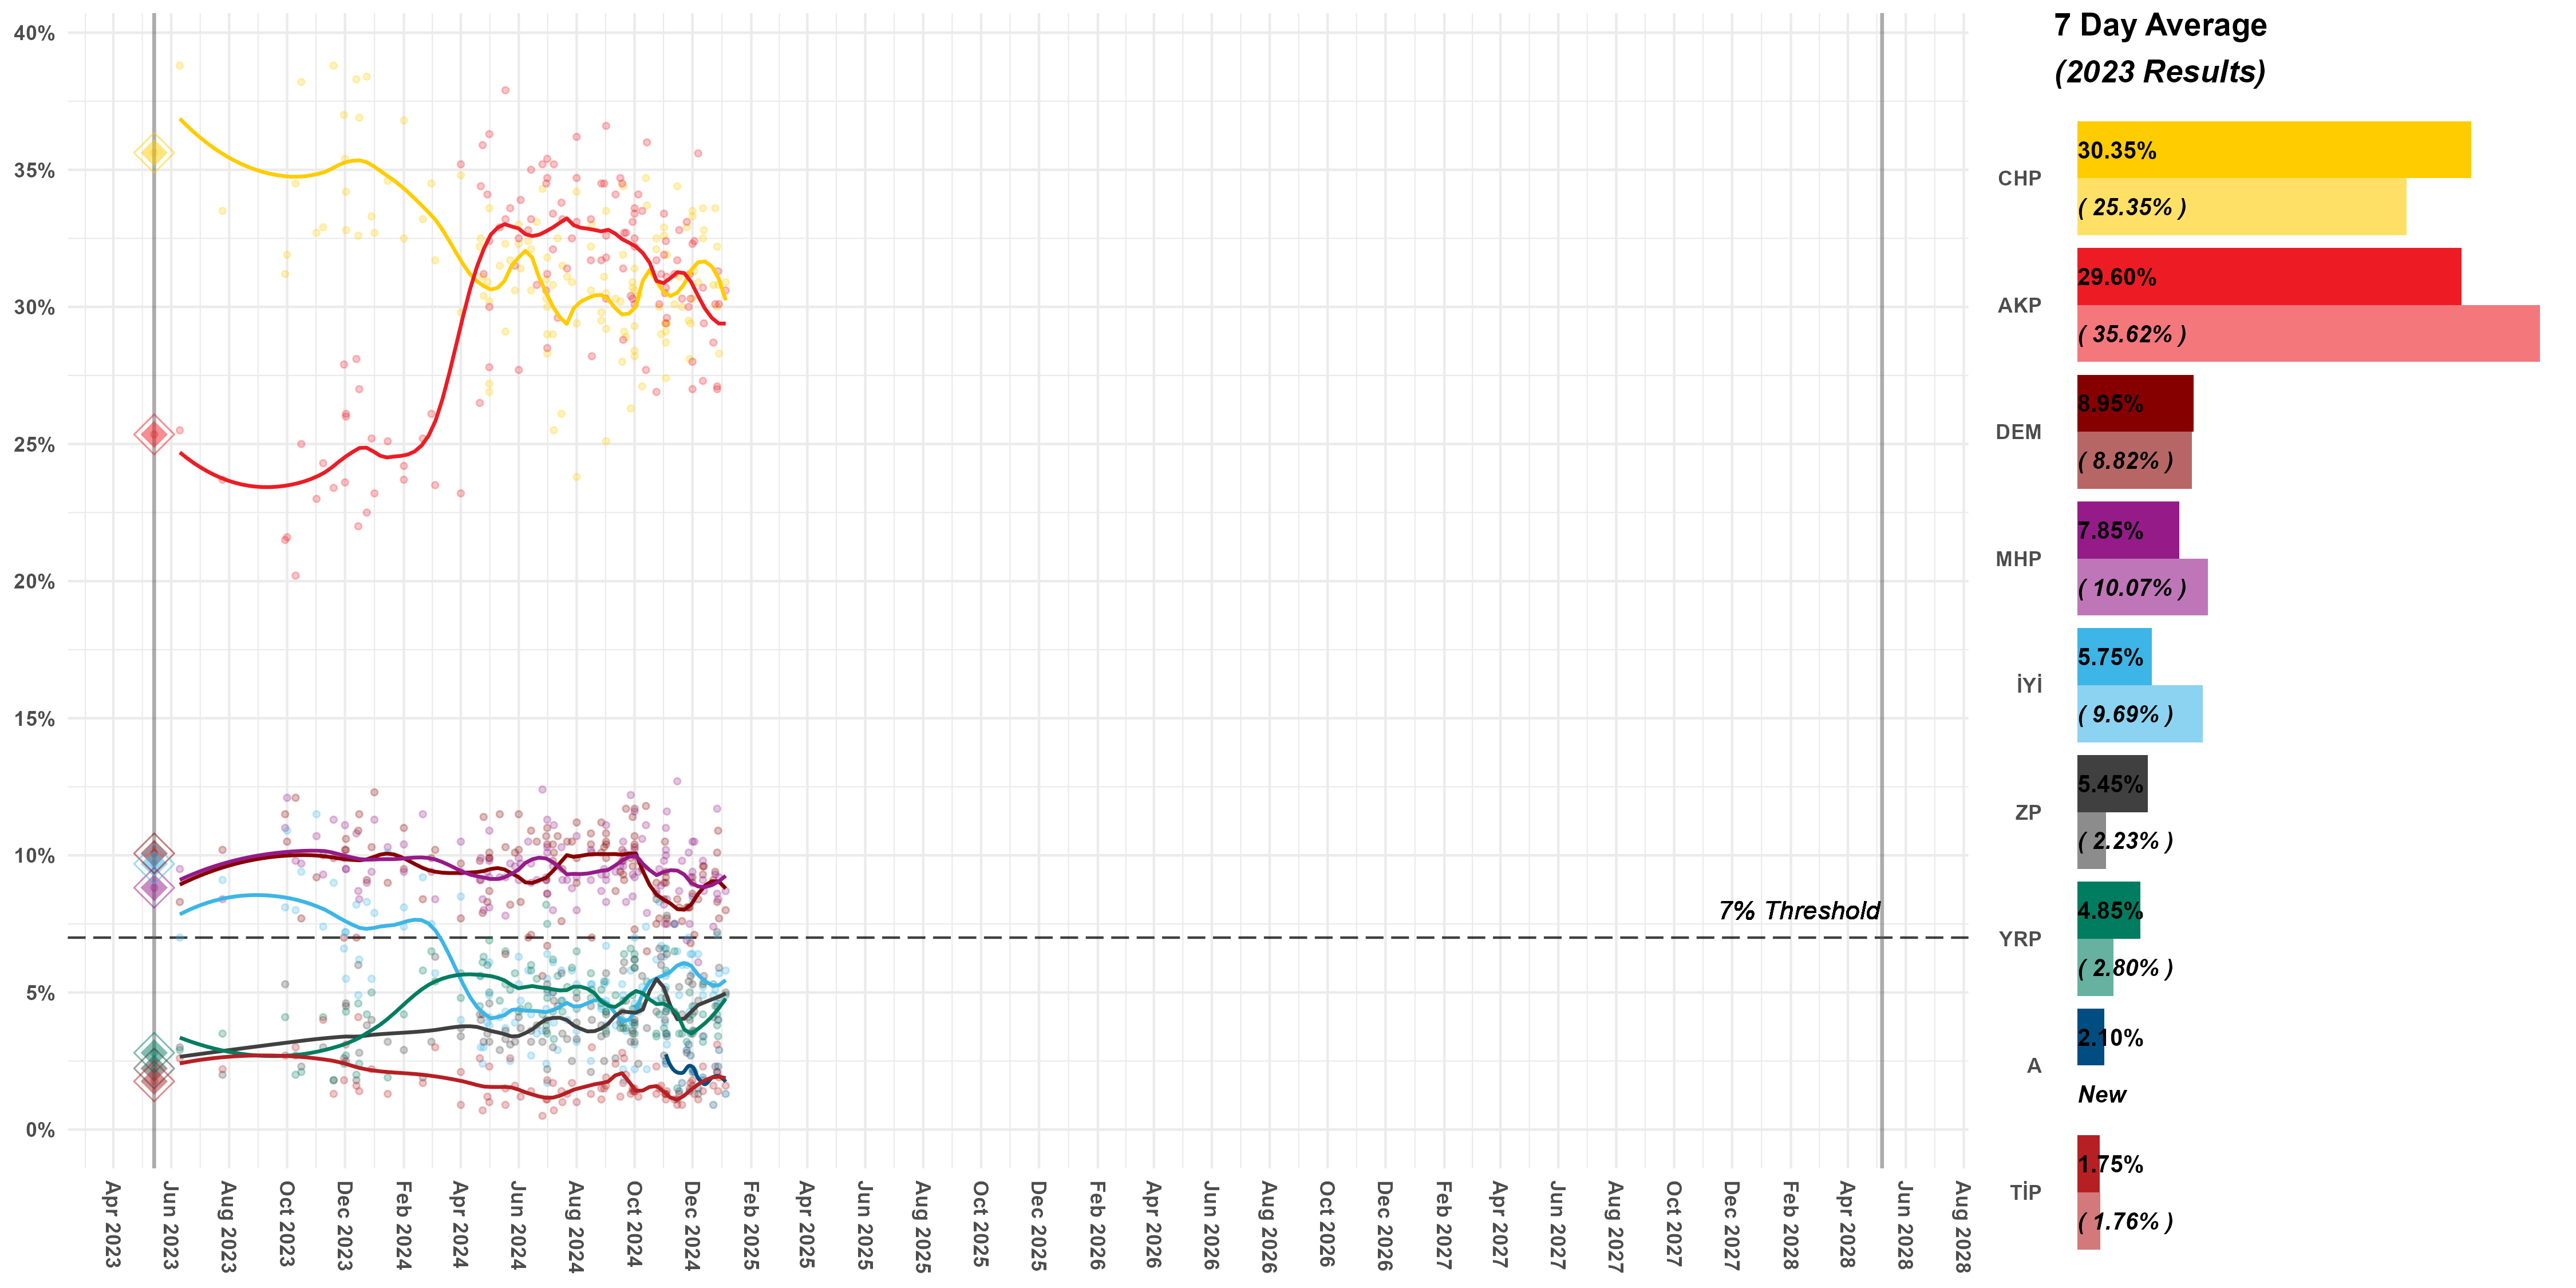 40%
35%
30%
25%
20%
15%
10%
5%
0%
7% Threshold
Apr 2023
Jun 2023
Aug 2023
Oct 2023
Dec 2023
Feb 2024
Apr 2024
Jun 2024
Aug 2024
Oct 2024
Dec 2024
Feb 2025
Apr 2025
Jun 2025
Aug 2025
Oct 2025
Dec 2025
Feb 2026
Apr 2026
Jun 2026
Aug 2026
Oct 2026
Dec 2026
Feb 2027
Apr 2027
Jun 2027
Aug 2027
Oct 2027
Dec 2027
Feb 2028
Apr 2028
Jun 2028
Aug 2028
7 Day Average
(2023 Results)
CHP
30.35%
( 25.35% )
AKP
29.60%
( 35.62% )
DEM
8.95%
( 8.82% )
MHP
7.85%
( 10.07% )
İYİ
5.75%
( 9.69% )
ZP
5.45%
( 2.23% )
YRP
4.85%
( 2.80% )
A
2.10%
New
TİP
1.75%
( 1.76% )